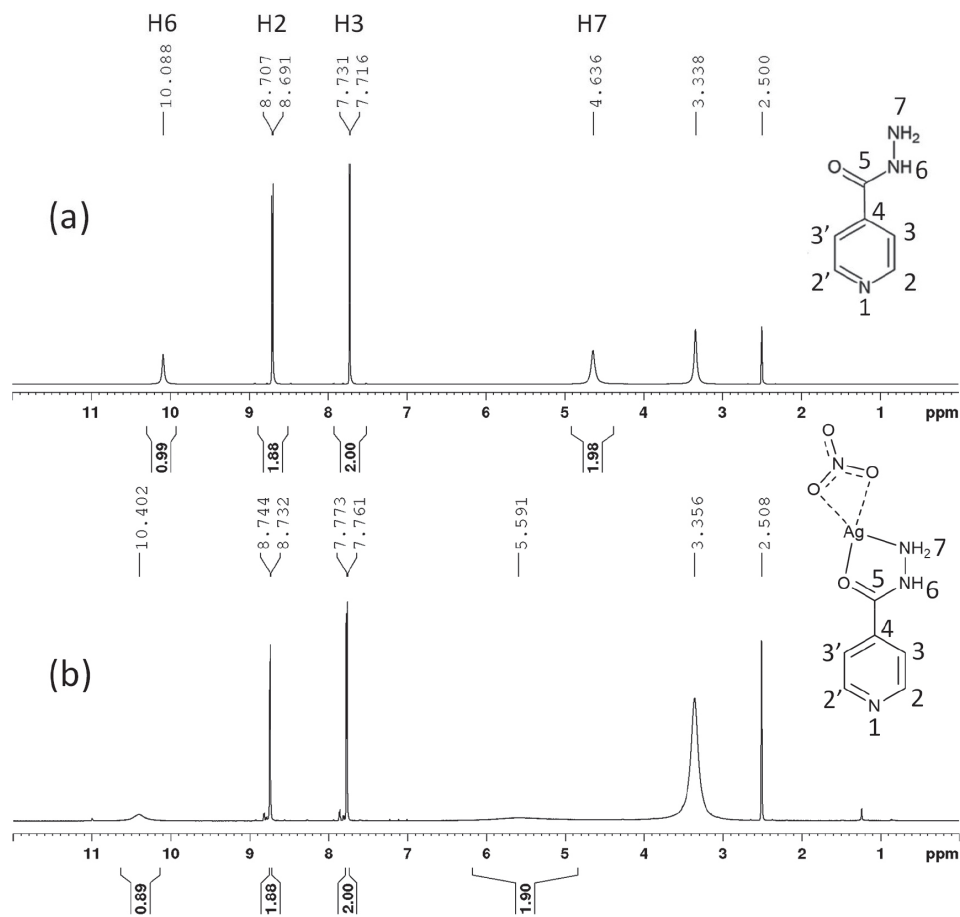 H6 H2 H3 H7
10.088 8.707 8.691 7.731 7.716 4.636 3.338 2.500
(a)
7
NH2
O 5 NH 6
4
3' 3
2' N 2
1
11 10 9 8 7 6 5 4 3 2 1 ppm
0.99 1.88 2.00 1.98
10.402 8.744 8.732 7.773 7.761 5.591 3.356 2.508
(b)
O
N
O O
Ag
NH2 7
O 5 NH 6
4
3' 3
2' N 2
1
11 10 9 8 7 6 5 4 3 2 1 ppm
0.89 1.88 2.00 1.90